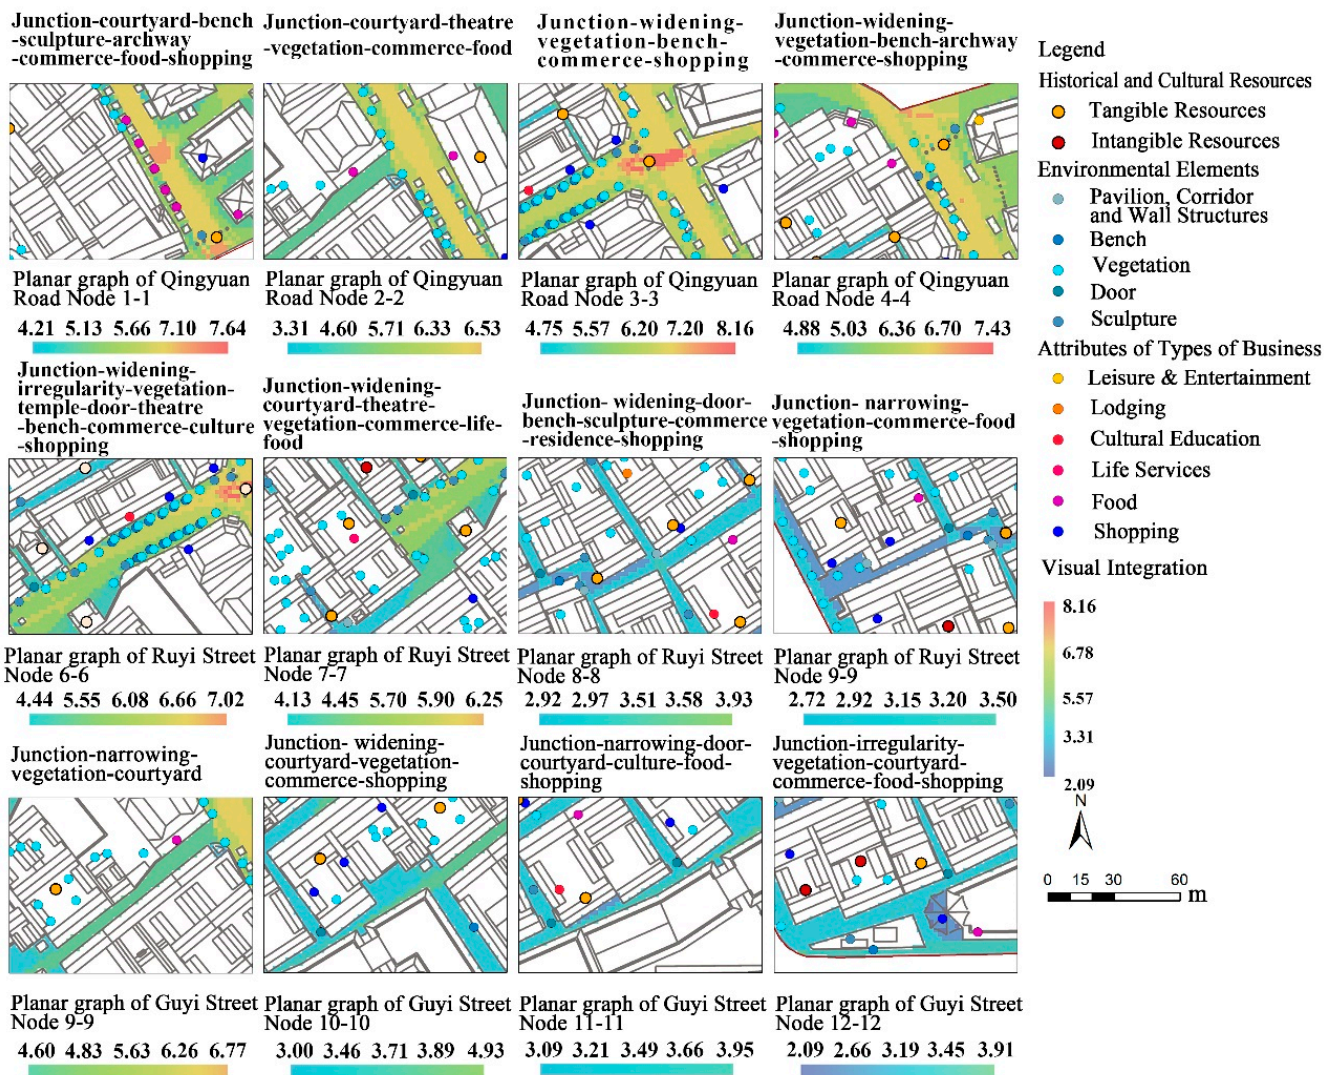 Junction-courtyard-bench
-sculpture-archway
-commerce-food-shopping
Junction-courtyard-theatre
-vegetation-commerce-food
Junction-widening-
vegetation-bench-
commerce-shopping
Junction-widening-
vegetation-bench-archway
-commerce-shopping
Planar graph of Qingyuan
Road Node 1-1
4.21 5.13 5.66 7.10 7.64
Planar graph of Qingyuan
Road Node 2-2
3.31 4.60 5.71 6.33 6.53
Planar graph of Qingyuan
Road Node 3-3
4.75 5.57 6.20 7.20 8.16
Planar graph of Qingyuan
Road Node 4-4
4.88 5.03 6.36 6.70 7.43
Junction-widening-
irregularity-vegetation-
temple-door-theatre
-bench-commerce-culture
-shopping
Junction-widening-
courtyard-theatre-
vegetation-commerce-life-
food
Junction- widening-door-
bench-sculpture-commerce
-residence-shopping
Junction- narrowing-
vegetation-commerce-food
-shopping
Planar graph of Ruyi Street
Node 6-6
4.44 5.55 6.08 6.66 7.02
Planar graph of Ruyi Street
Node 7-7
4.13 4.45 5.70 5.90 6.25
Planar graph of Ruyi Street
Node 8-8
2.92 2.97 3.51 3.58 3.93
Planar graph of Ruyi Street
Node 9-9
2.72 2.92 3.15 3.20 3.50
Junction-narrowing-
vegetation-courtyard
Junction- widening-
courtyard-vegetation-
commerce-shopping
Junction-narrowing-door-
courtyard-culture-food-
shopping
Junction-irregularity-
vegetation-courtyard-
commerce-food-shopping
Planar graph of Guyi Street
Node 9-9
4.60 4.83 5.63 6.26 6.77
Planar graph of Guyi Street
Node 10-10
3.00 3.46 3.71 3.89 4.93
Planar graph of Guyi Street
Node 11-11
3.09 3.21 3.49 3.66 3.95
Planar graph of Guyi Street
Node 12-12
2.09 2.66 3.19 3.45 3.91
Legend
Historical and Cultural Resources
Tangible Resources
Intangible Resources
Environmental Elements
Pavilion, Corridor
and Wall Structures
Bench
Vegetation
Door
Sculpture
Attributes of Types of Business
Leisure & Entertainment
Lodging
Cultural Education
Life Services
Food
Shopping
Visual Integration
8.16
6.78
5.57
3.31
2.09
N
0 15 30 60
m